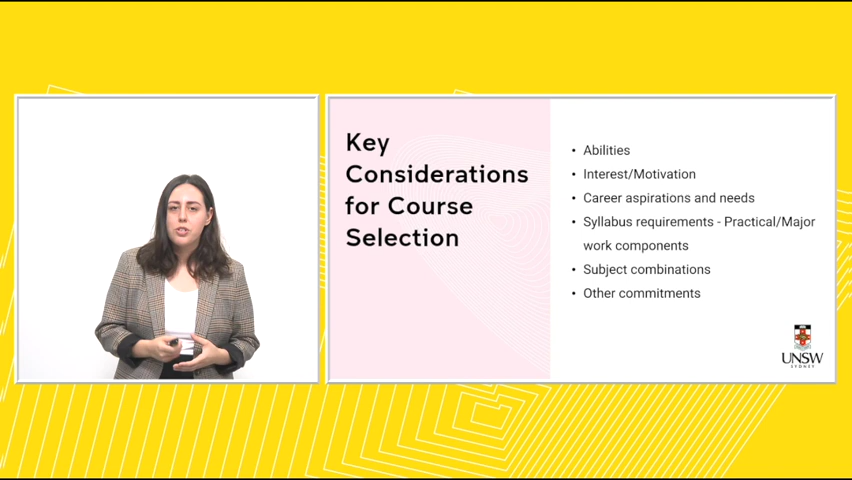 Key
Considerations
for Course
Selection
• Abilities
• Interest/Motivation
• Career aspirations and needs
• Syllabus requirements - Practical/Major
work components
• Subject combinations
• Other commitments
UNSW
SYDNEY